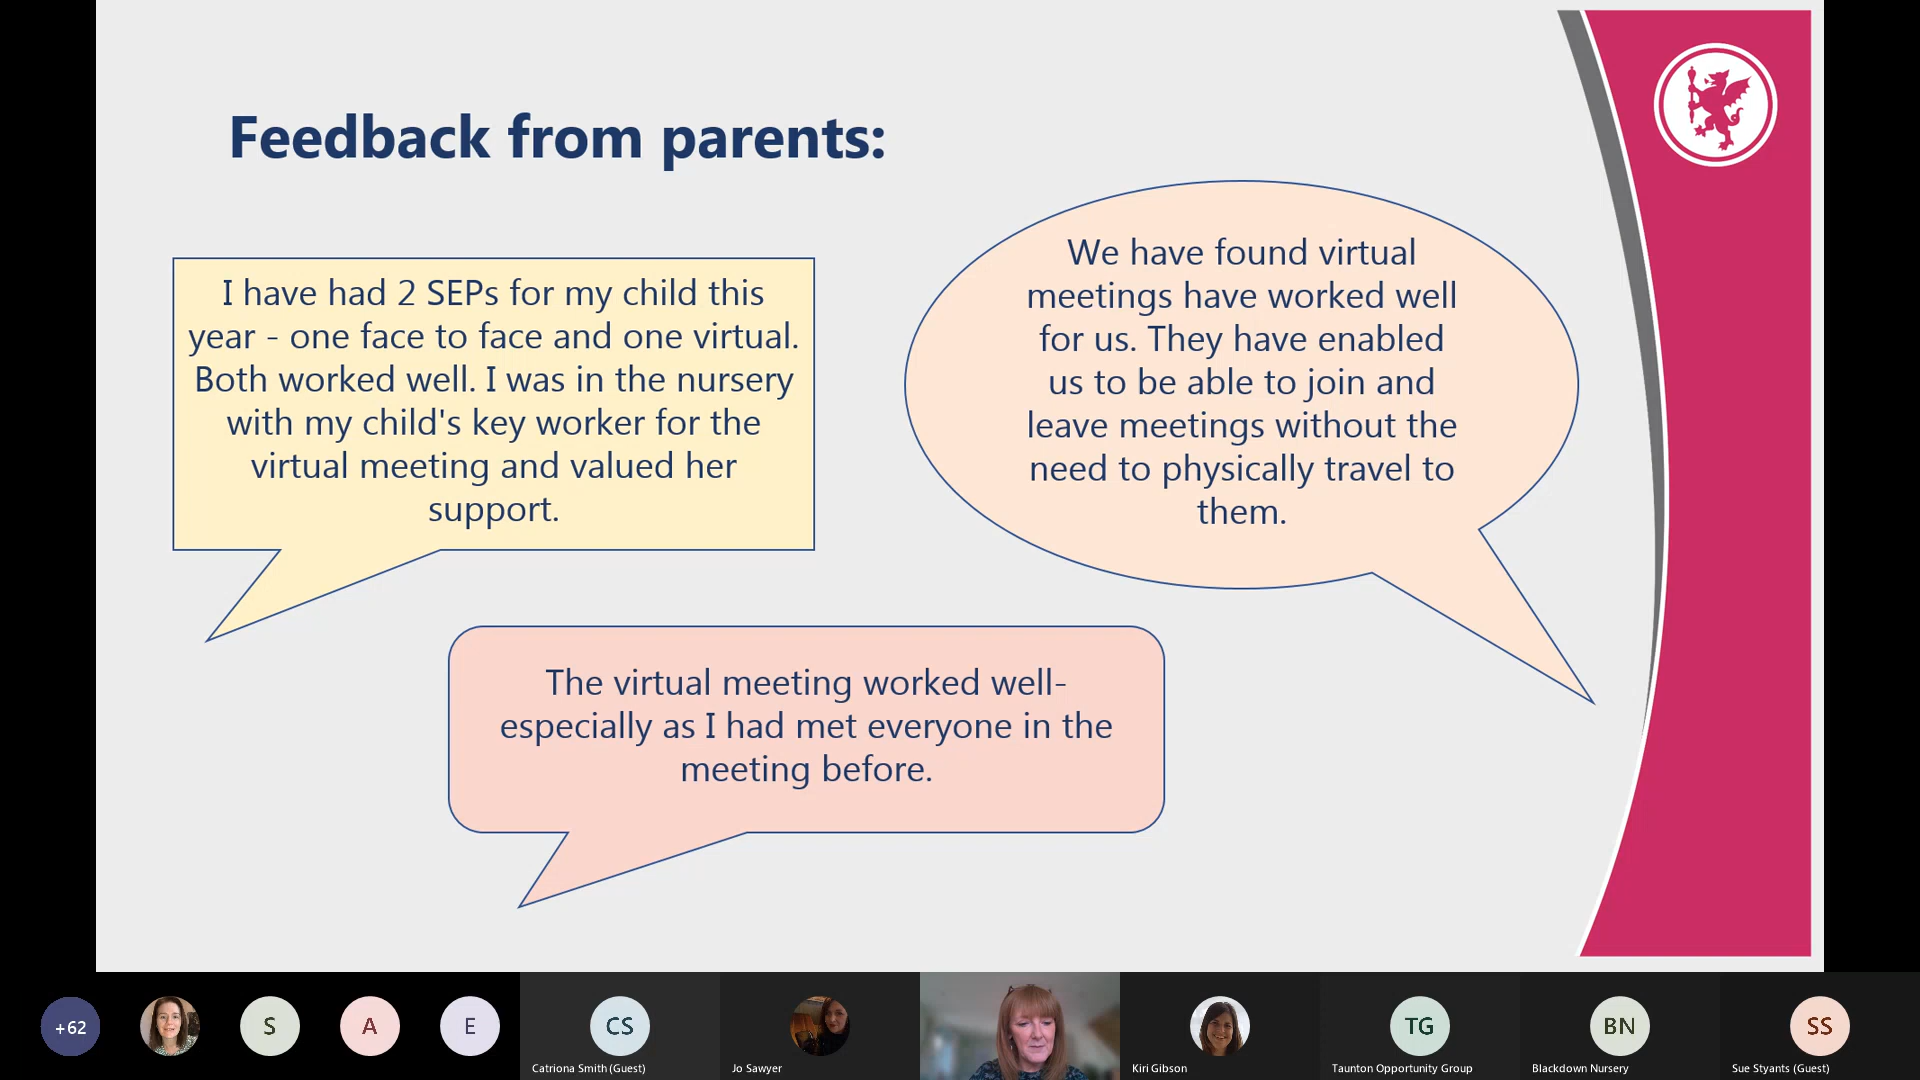 Feedback from parents:
I have had 2 SEPs for my child this
year - one face to face and one virtual.
Both worked well. I was in the nursery
with my child's key worker for the
virtual meeting and valued her
support.
We have found virtual
meetings have worked well
for us. They have enabled
us to be able to join and
leave meetings without the
need to physically travel to
them.
The virtual meeting worked well-
especially as I had met everyone in the
meeting before.
+62
S
A
E
CS
Catriona Smith (Guest)
Jo Sawyer
Kiri Gibson
TG
Taunton Opportunity Group
BN
Blackdown Nursery
SS
Sue Styants (Guest)